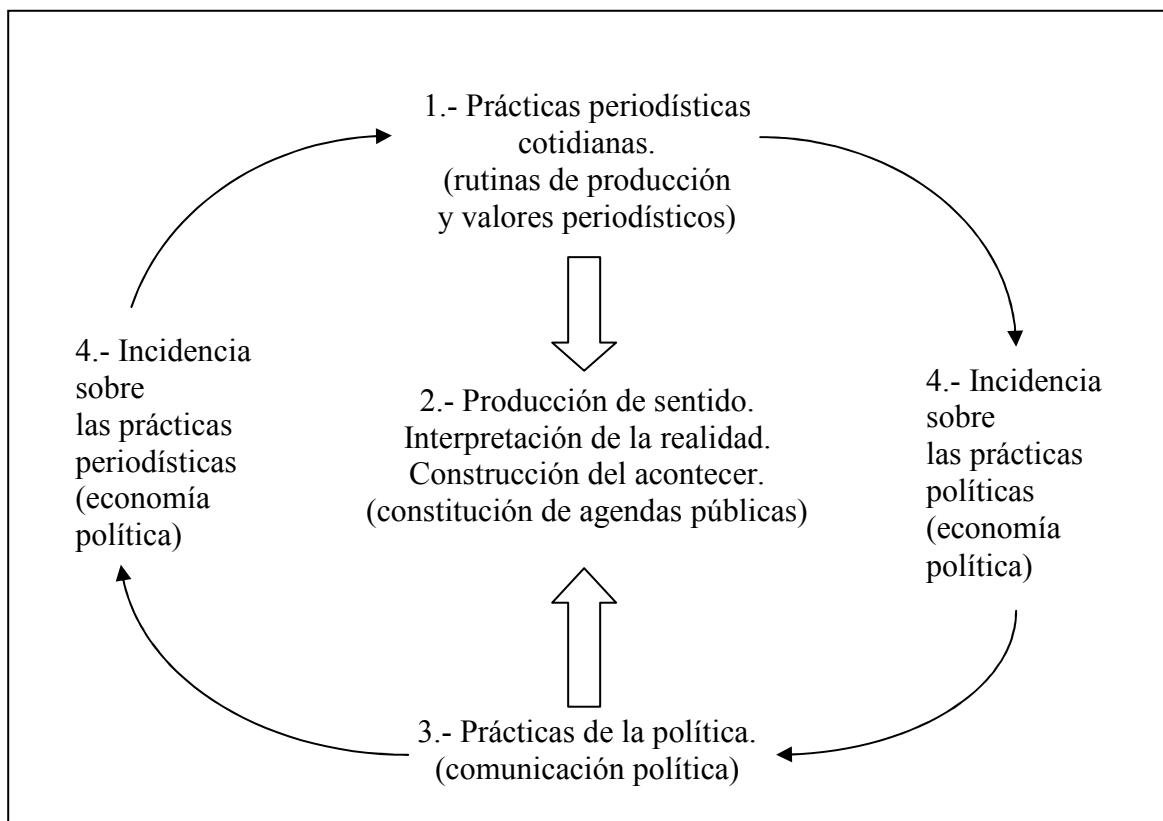 1.- Prácticas periodísticas
cotidianas.
(rutinas de producción
y valores periodísticos)
4.- Incidencia
sobre
las prácticas
periodísticas
(economía
política)
2.- Producción de sentido.
Interpretación de la realidad.
Construcción del acontecer.
(constitución de agendas públicas)
4.- Incidencia
sobre
las prácticas
políticas
(economía
política)
3.- Prácticas de la política.
(comunicación política)